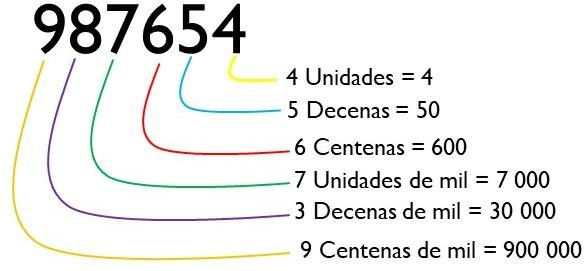 987654
4 Unidades = 4
5 Decenas = 50
6 Centenas = 600
7 Unidades de mil = 7 000
3 Decenas de mil = 30 000
9 Centenas de mil = 900 000